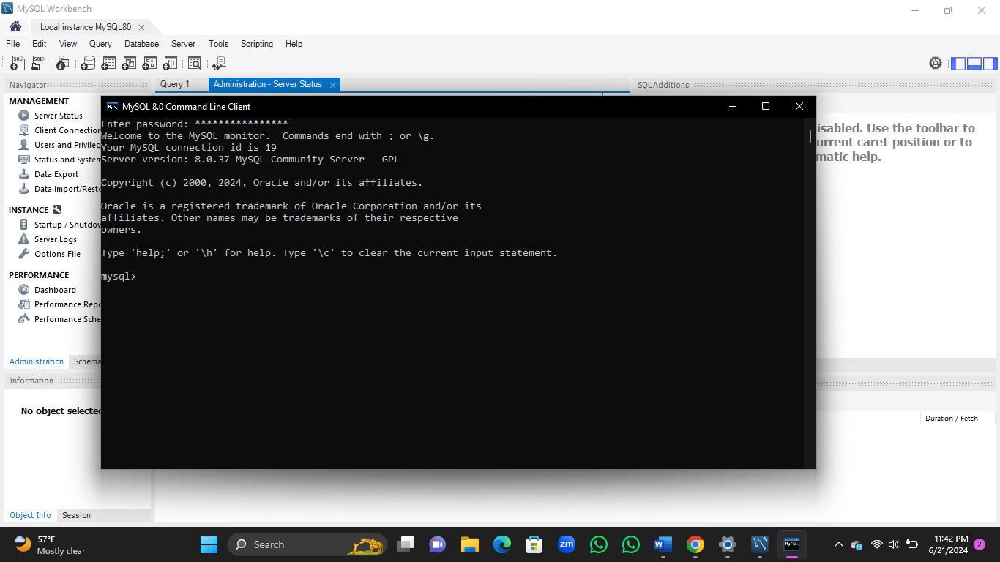 MySQL Workbench
Local instance MySQL80
File Edit View Query Database Server Tools Scripting Help
Navigator
Query 1
Administration - Server Status
SQLAdditions
MANAGEMENT
Server Status
Client Connection
Users and Privileg
Status and System
Data Export
Data Import/Resto
INSTANCE
Startup / Shutdov
Server Logs
Options File
PERFORMANCE
Dashboard
Performance Repo
Performance Sche
Administration Schema
Information
No object selected
Object Info Session
MySQL 8.0 Command Line Client
Enter password: ****************
Welcome to the MySQL monitor.  Commands end with ; or \g.
Your MySQL connection id is 19
Server version: 8.0.37 MySQL Community Server - GPL
Copyright (c) 2000, 2024, Oracle and/or its affiliates.
Oracle is a registered trademark of Oracle Corporation and/or its
affiliates. Other names may be trademarks of their respective
owners.
Type 'help;' or '\h' for help. Type '\c' to clear the current input statement.
mysql>
isabled. Use the toolbar to
urrent caret position or to
matic help.
Duration / Fetch
57°F
Mostly clear
Search
zm
11:42 PM
6/21/2024
2